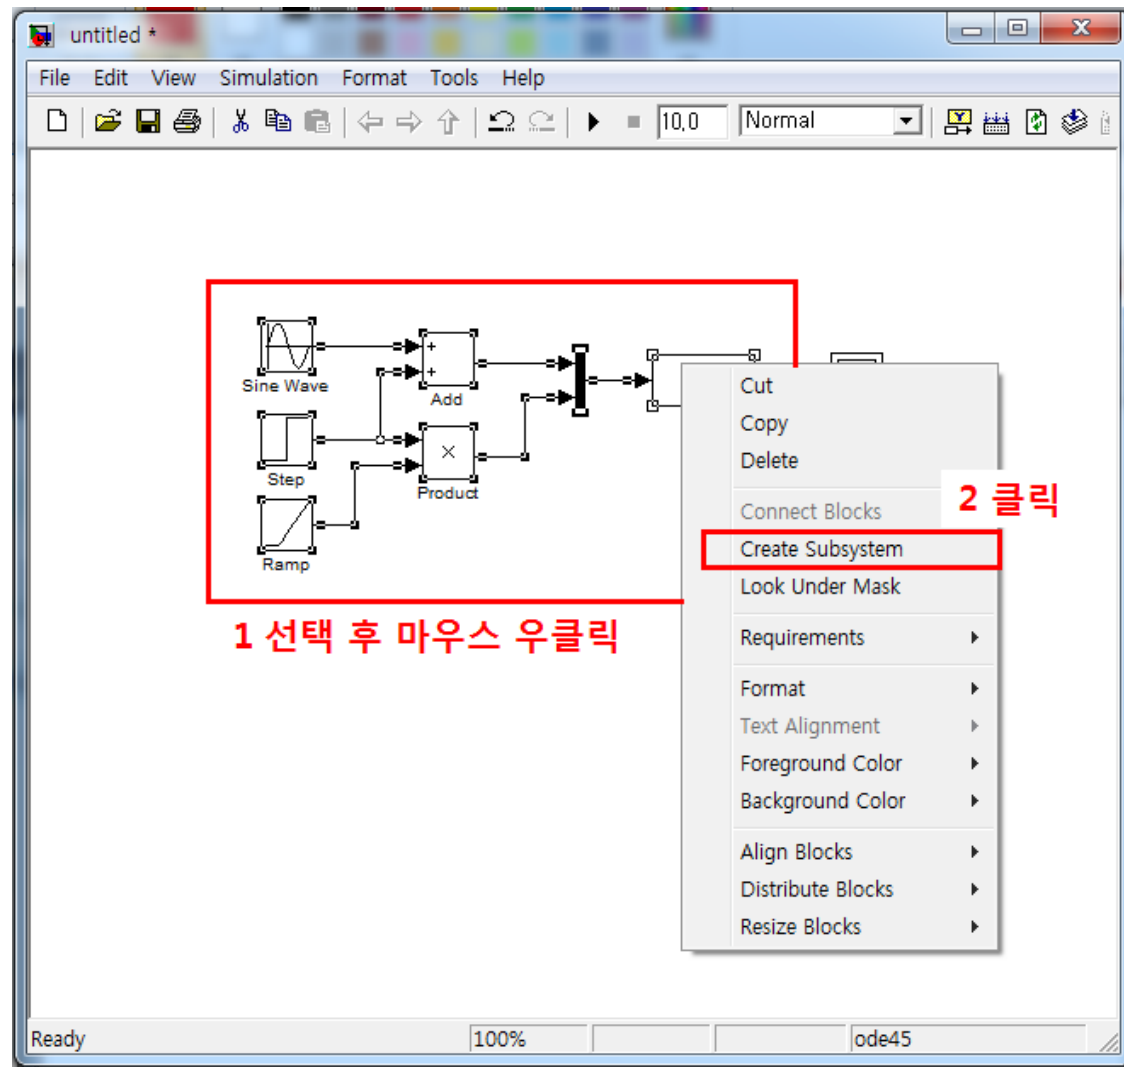 untitled *
File Edit View Simulation Format Tools Help
10,0 Normal
Sine Wave
+
+
Add
Step
×
Product
Ramp
1 선택 후 마우스 우클릭
Cut
Copy
Delete
2 클릭
Connect Blocks
Create Subsystem
Look Under Mask
Requirements
Format
Text Alignment
Foreground Color
Background Color
Align Blocks
Distribute Blocks
Resize Blocks
Ready 100% ode45